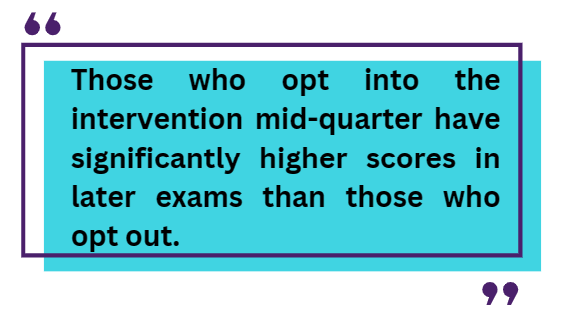 “
Those who opt into the
intervention mid-quarter have
significantly higher scores in
later exams than those who
opt out.
”